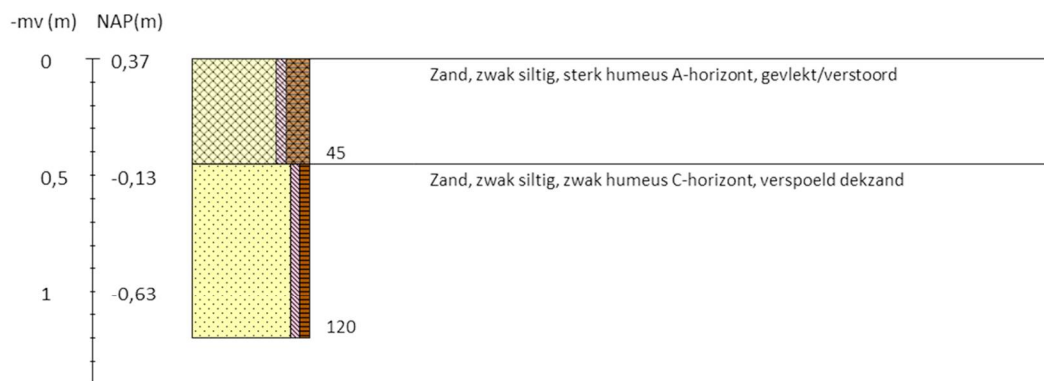 -mv (m) NAP(m)
0 0,37 Zand, zwak siltig, sterk humeus A-horizont, gevlekt/verstoord
45
0,5 -0,13 Zand, zwak siltig, zwak humeus C-horizont, verspoeld dekzand
1 -0,63
120